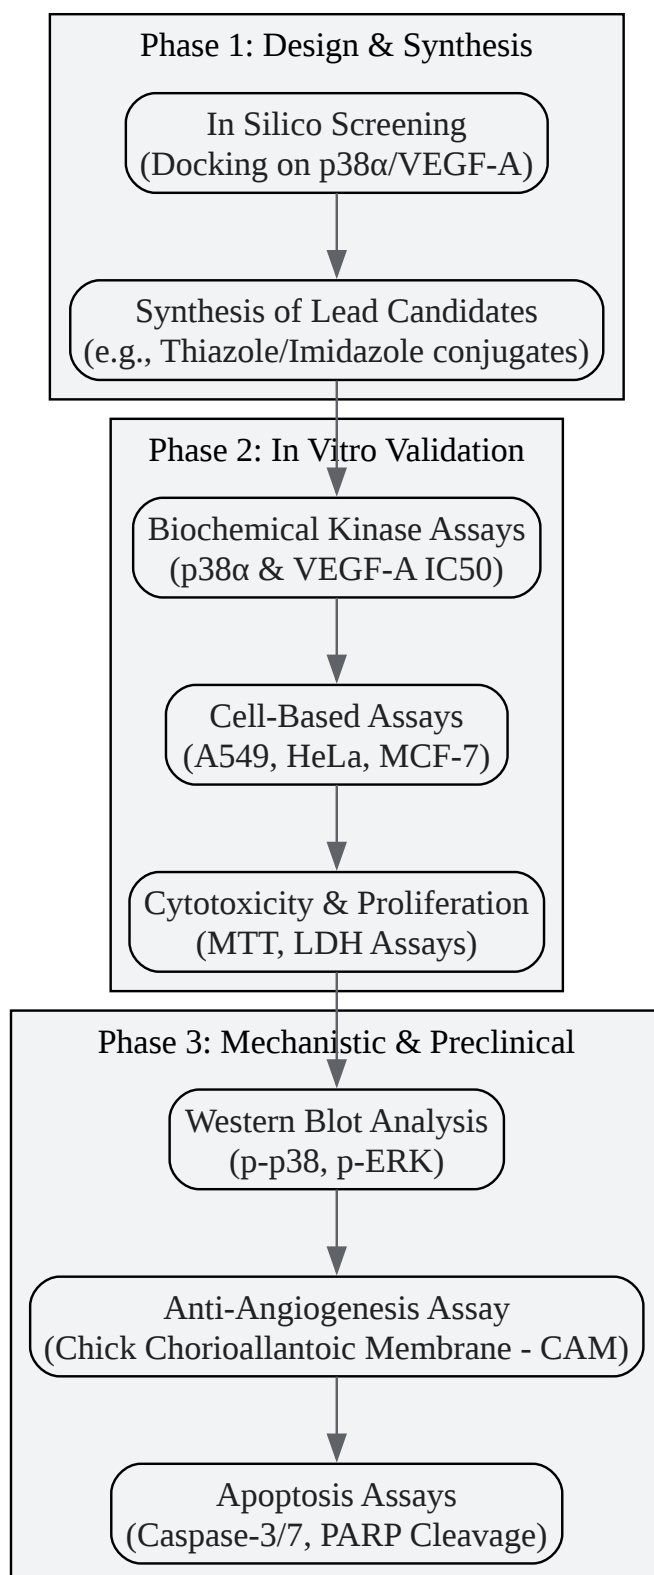 Phase 1: Design & Synthesis
In Silico Screening
(Docking on p38α/VEGF-A)
Synthesis of Lead Candidates
(e.g., Thiazole/Imidazole conjugates)
Phase 2: In Vitro Validation
Biochemical Kinase Assays
(p38α & VEGF-A IC50)
Cell-Based Assays
(A549, HeLa, MCF-7)
Cytotoxicity & Proliferation
(MTT, LDH Assays)
Phase 3: Mechanistic & Preclinical
Western Blot Analysis
(p-p38, p-ERK)
Anti-Angiogenesis Assay
(Chick Chorioallantoic Membrane - CAM)
Apoptosis Assays
(Caspase-3/7, PARP Cleavage)